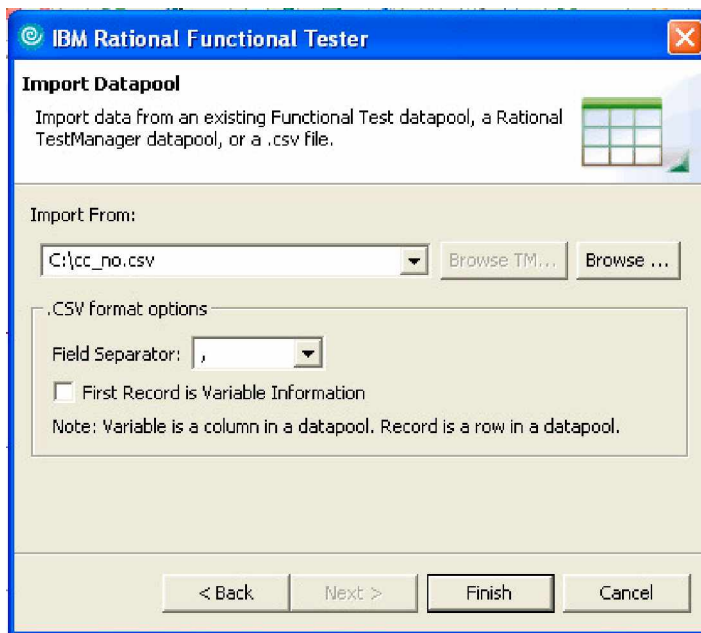 IBM Rational Functional Tester
Import Datapool
Import data from an existing Functional Test datapool, a Rational
TestManager datapool, or a .csv file.
Import From:
C:\cc_no.csv
Browse TM...
Browse ...
.CSV format options
Field Separator: ,
First Record is Variable Information
Note: Variable is a column in a datapool. Record is a row in a datapool.
< Back
Next >
Finish
Cancel